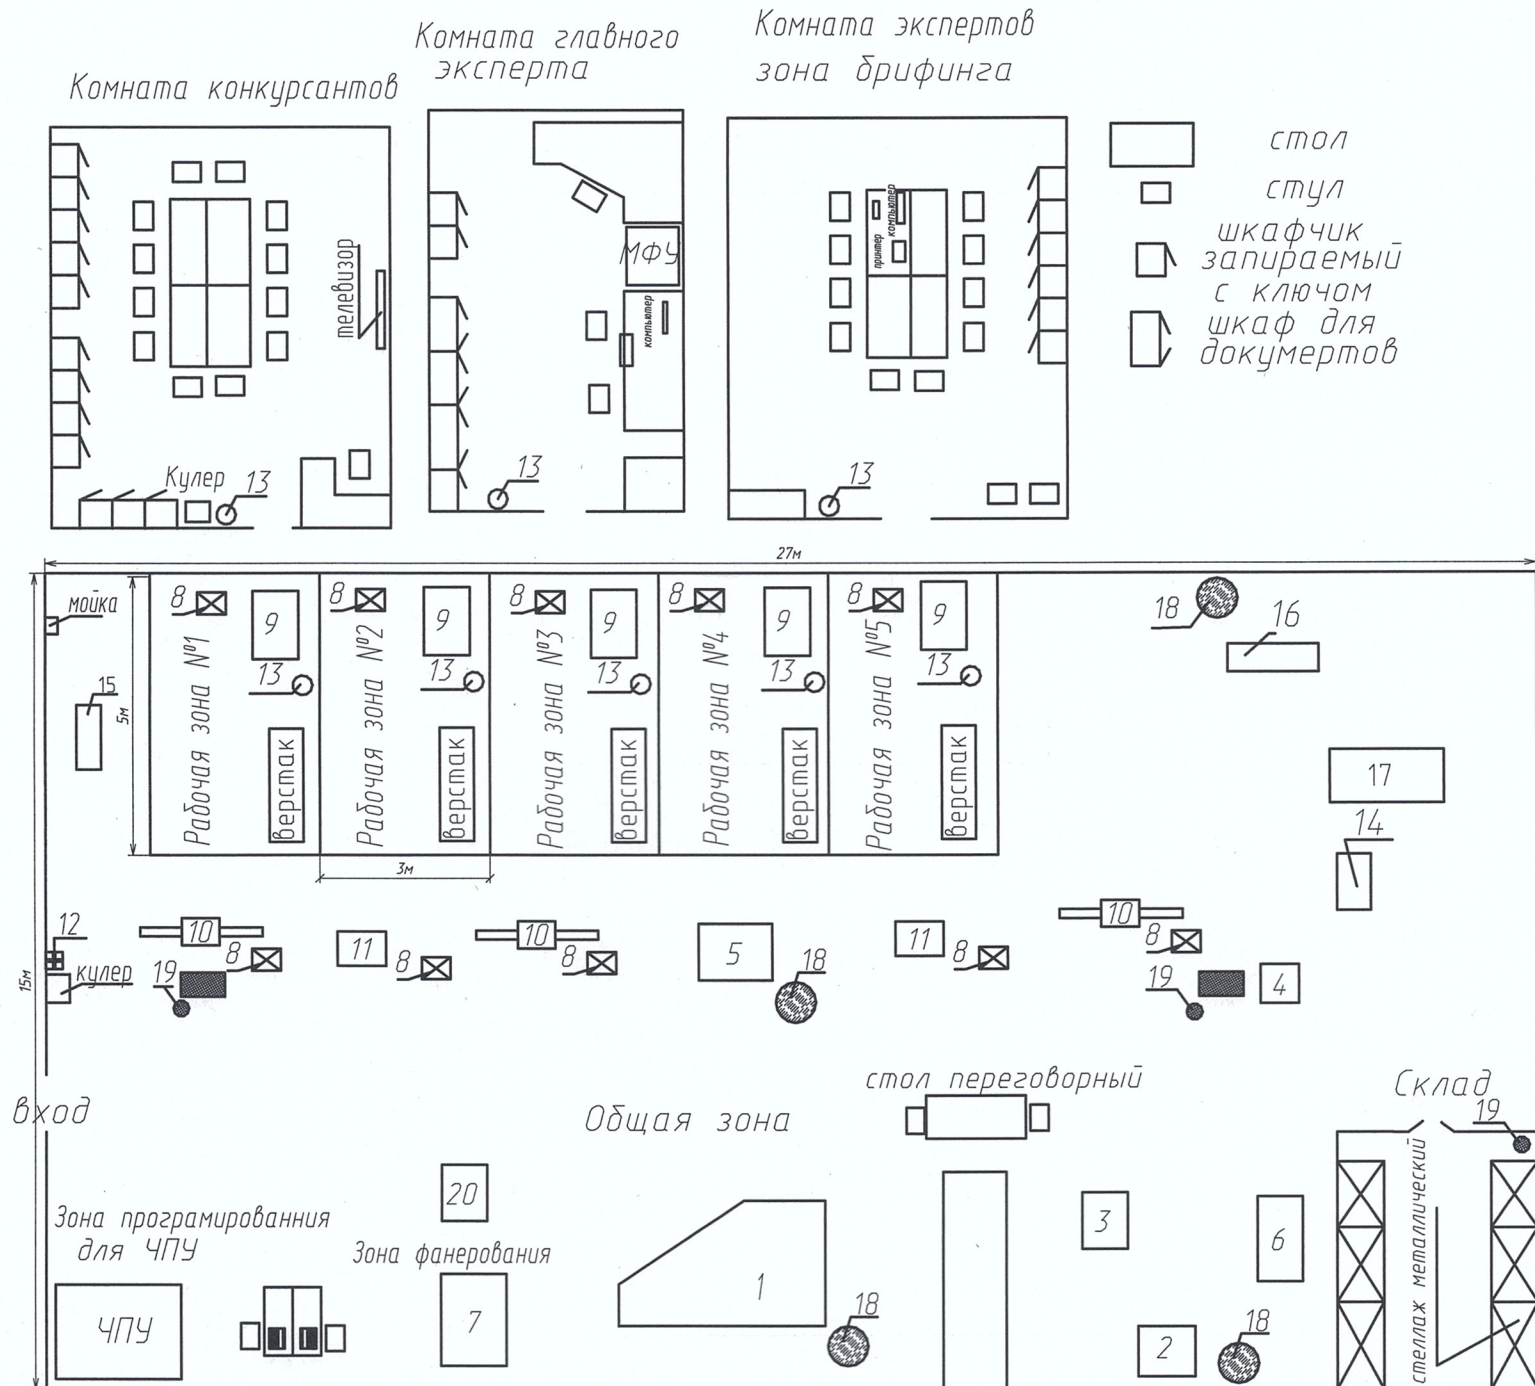 Комната конкурсантов
Комната главного
эксперта
Комната экспертов
зона брифинга
телевизор
Кулер
13
МФУ
компьютер
13
принтер
компьютер
13
стол
стул
шкафчик
запираемый
с ключом
шкаф для
докумертов
27м
мойка
15
5м
15м
8
9
13
Рабочая зона №1
верстак
8
9
13
Рабочая зона №2
верстак
8
9
13
Рабочая зона №3
верстак
8
9
13
Рабочая зона №4
верстак
8
9
13
Рабочая зона №5
верстак
3м
18
16
17
14
12
кулер
10
8
19
11
8
10
8
5
18
11
8
10
8
19
4
вход
Общая зона
стол переговорный
Склад
19
стеллаж металлический
Зона програмированния
для ЧПУ
ЧПУ
20
Зона фанерования
7
1
18
3
6
2
18